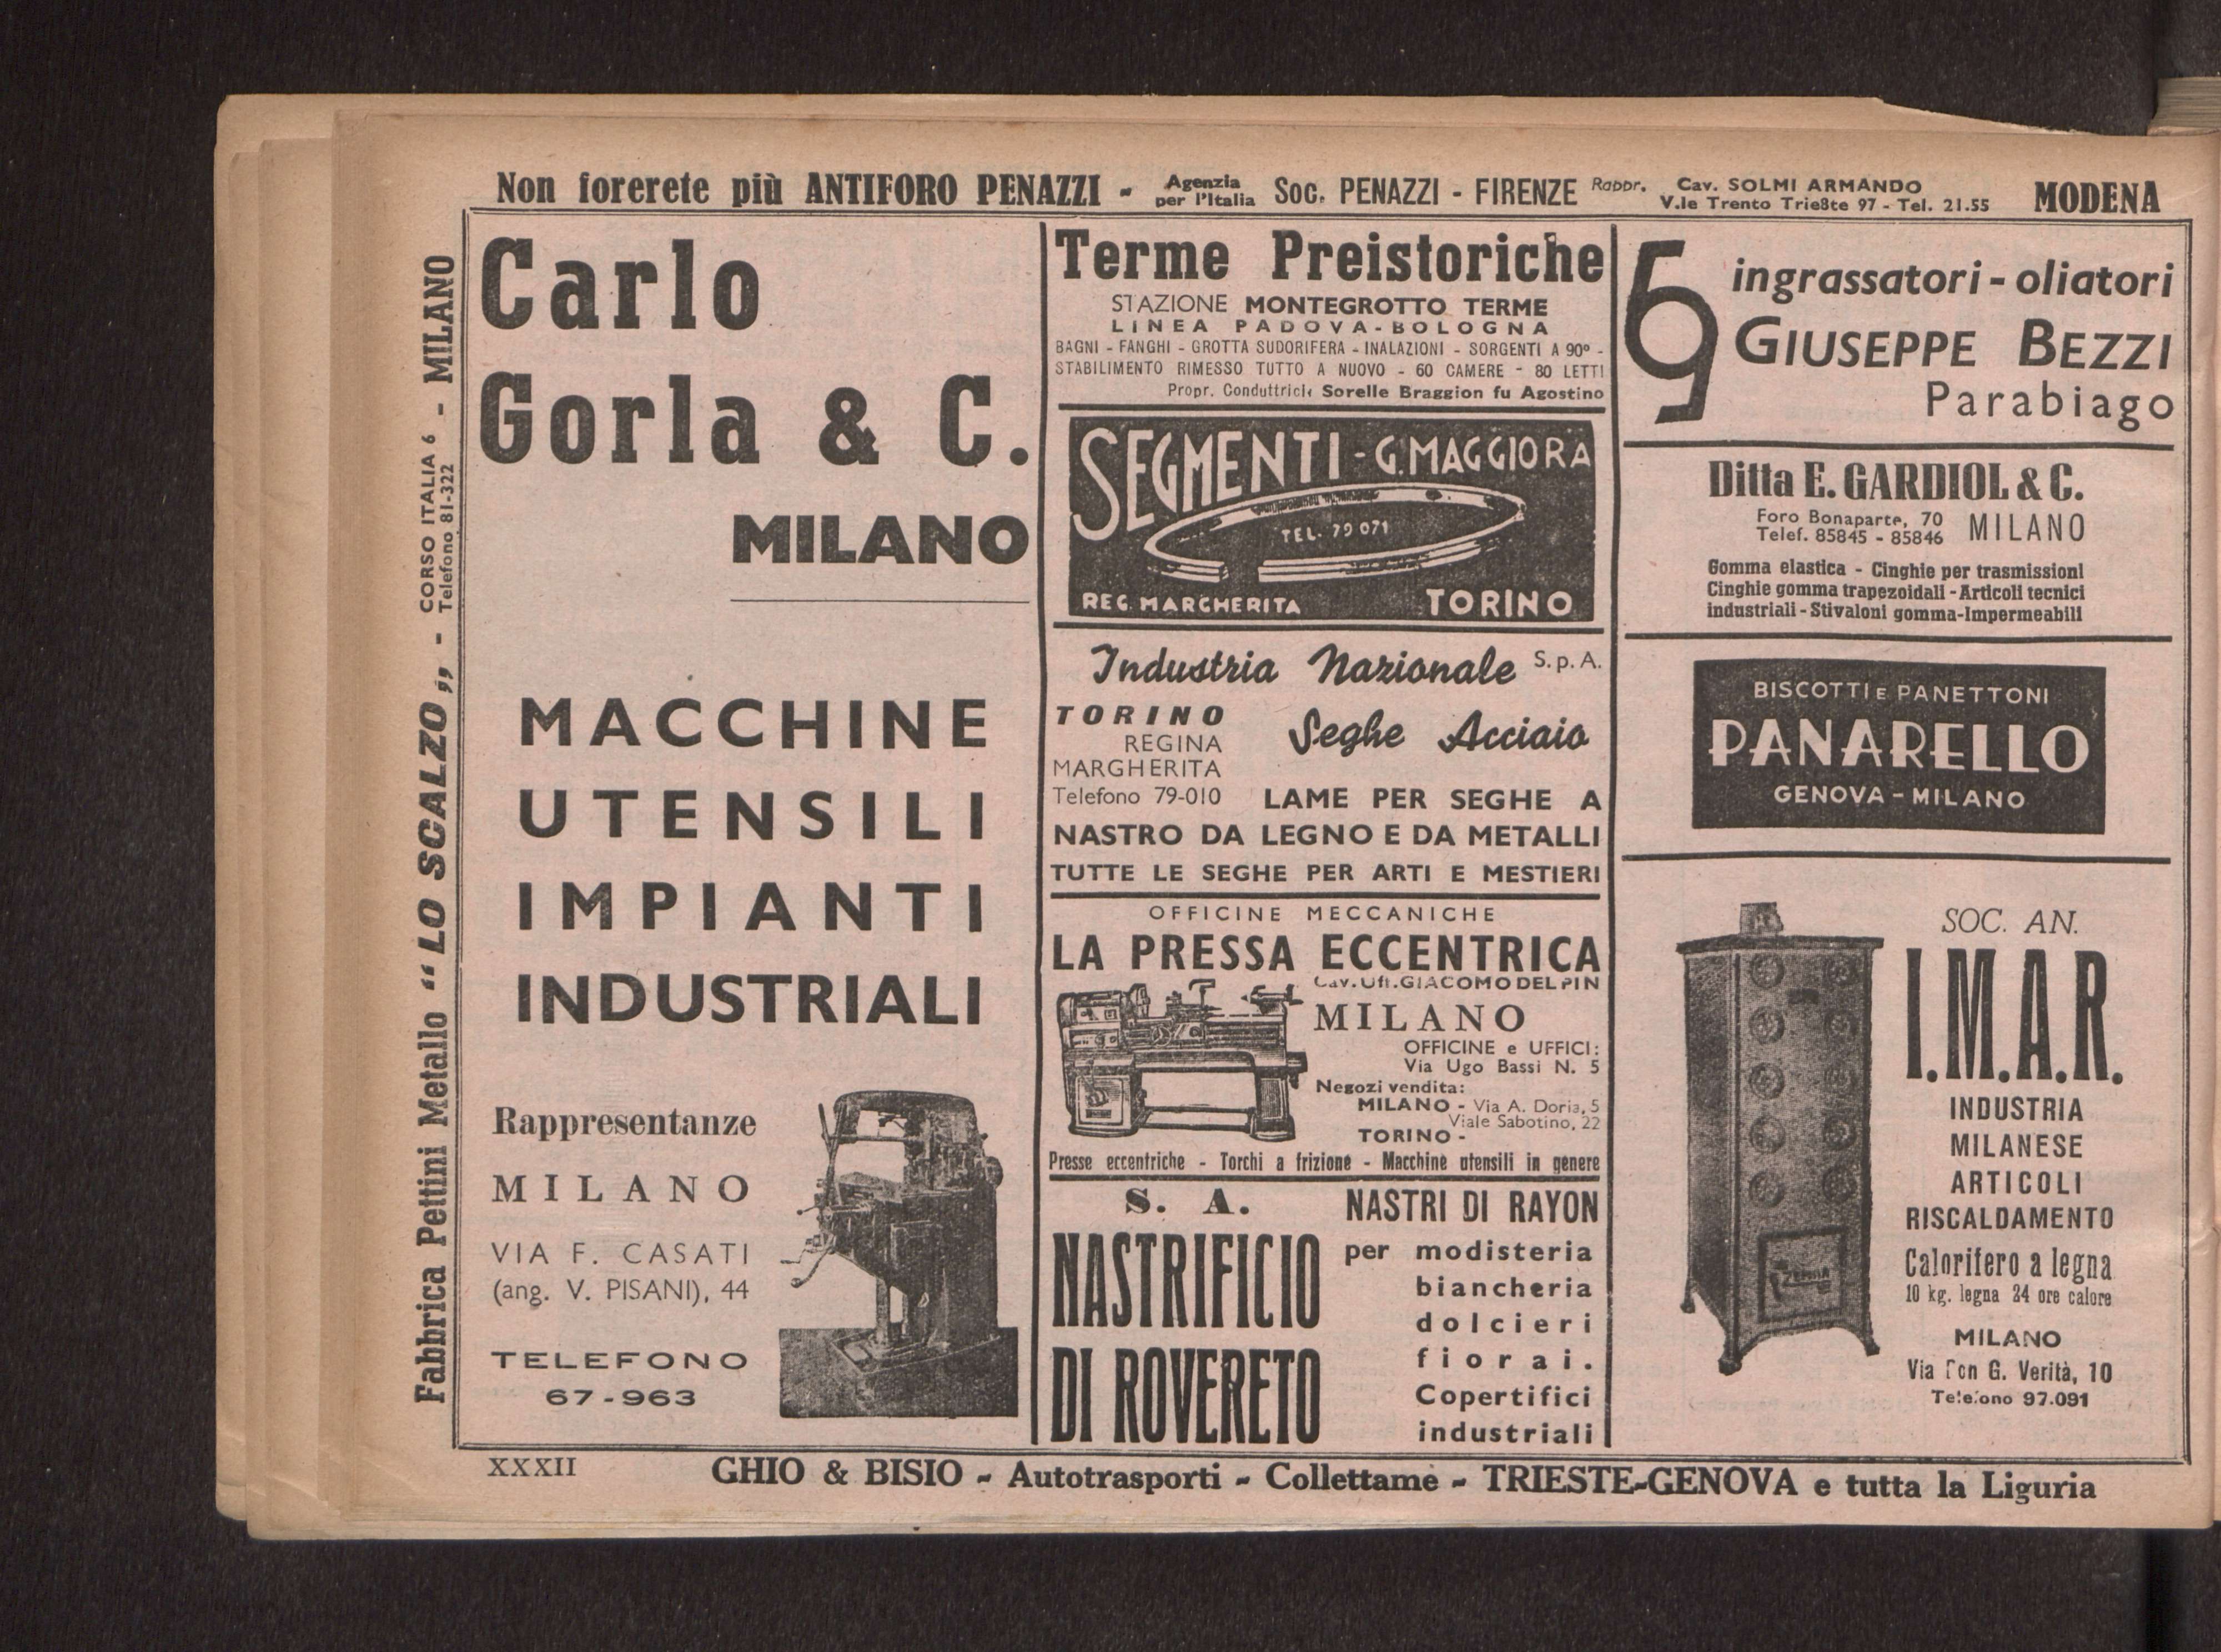 Non forerete più ANTIFORO PENAZZI - Agenzia per l'Italia Soc. PENAZZI - FIRENZE Rappr. Cav. SOLMI ARMANDO V.le Trento Trieste 97 - Tel. 21.55 MODENA
Fabbrica Pettini Metallo "LO SCALZO„ - CORSO ITALIA 6 - MILANO
Telefono 81-322
Carlo
Gorla & C.
MILANO
MACCHINE
UTENSILI
IMPIANTI
INDUSTRIALI
Rappresentanze
MILANO
VIA F. CASATI
(ang. V. PISANI), 44
TELEFONO
67-963
Terme Preistoriche
STAZIONE MONTEGROTTO TERME
LINEA PADOVA-BOLOGNA
BAGNI - FANGHI - GROTTA SUDORIFERA - INALAZIONI - SORGENTI A 90º -
STABILIMENTO RIMESSO TUTTO A NUOVO - 60 CAMERE - 80 LETTI
Propr. Conduttrici: Sorelle Braggion fu Agostino
SEGMENTI - G. MAGGIORA
TEL. 79 071
REG. MARGHERITA TORINO
Industria Nazionale S.p.A.
Seghe Acciaio
TORINO
REGINA
MARGHERITA
Telefono 79-010
LAME PER SEGHE A
NASTRO DA LEGNO E DA METALLI
TUTTE LE SEGHE PER ARTI E MESTIERI
OFFICINE MECCANICHE
LA PRESSA ECCENTRICA
Cav. Uff. GIACOMO DEL PIN
MILANO
OFFICINE e UFFICI:
Via Ugo Bassi N. 5
Negozi vendita:
MILANO - Via A. Doria, 5
Viale Sabotino, 22
TORINO -
Presse eccentriche - Torchi a frizione - Macchine utensili in genere
S. A.
NASTRIFICIO
DI ROVERETO
NASTRI DI RAYON
per modisteria
biancheria
dolcieri
fiorai.
Copertifici
industriali
ingrassatori - oliatori
GIUSEPPE BEZZI
Parabiago
Ditta E. GARDIOL & C.
Foro Bonaparte, 70
Telef. 85845 - 85846 MILANO
Gomma elastica - Cinghie per trasmissioni
Cinghie gomma trapezoidali - Articoli tecnici
industriali - Stivaloni gomma-Impermeabili
BISCOTTI E PANETTONI
PANARELLO
GENOVA - MILANO
SOC. AN.
I.M.A.R.
INDUSTRIA
MILANESE
ARTICOLI
RISCALDAMENTO
Calorifero a legna
10 kg. legna 24 ore calore
MILANO
Via Don G. Verità, 10
Telefono 97.091
XXXII
GHIO & BISIO - Autotrasporti - Collettame - TRIESTE-GENOVA e tutta la Liguria